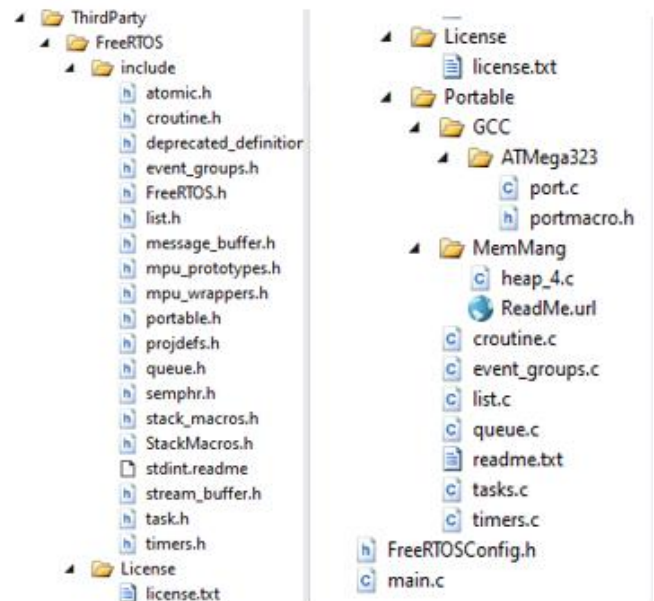 ThirdParty
FreeRTOS
include
atomic.h
croutine.h
deprecated_definition
event_groups.h
FreeRTOS.h
list.h
message_buffer.h
mpu_prototypes.h
mpu_wrappers.h
portable.h
projdefs.h
queue.h
semphr.h
stack_macros.h
StackMacros.h
stdint.readme
stream_buffer.h
task.h
timers.h
License
license.txt
License
license.txt
Portable
GCC
ATMega323
port.c
portmacro.h
MemMang
heap_4.c
ReadMe.url
croutine.c
event_groups.c
list.c
queue.c
readme.txt
tasks.c
timers.c
FreeRTOSConfig.h
main.c